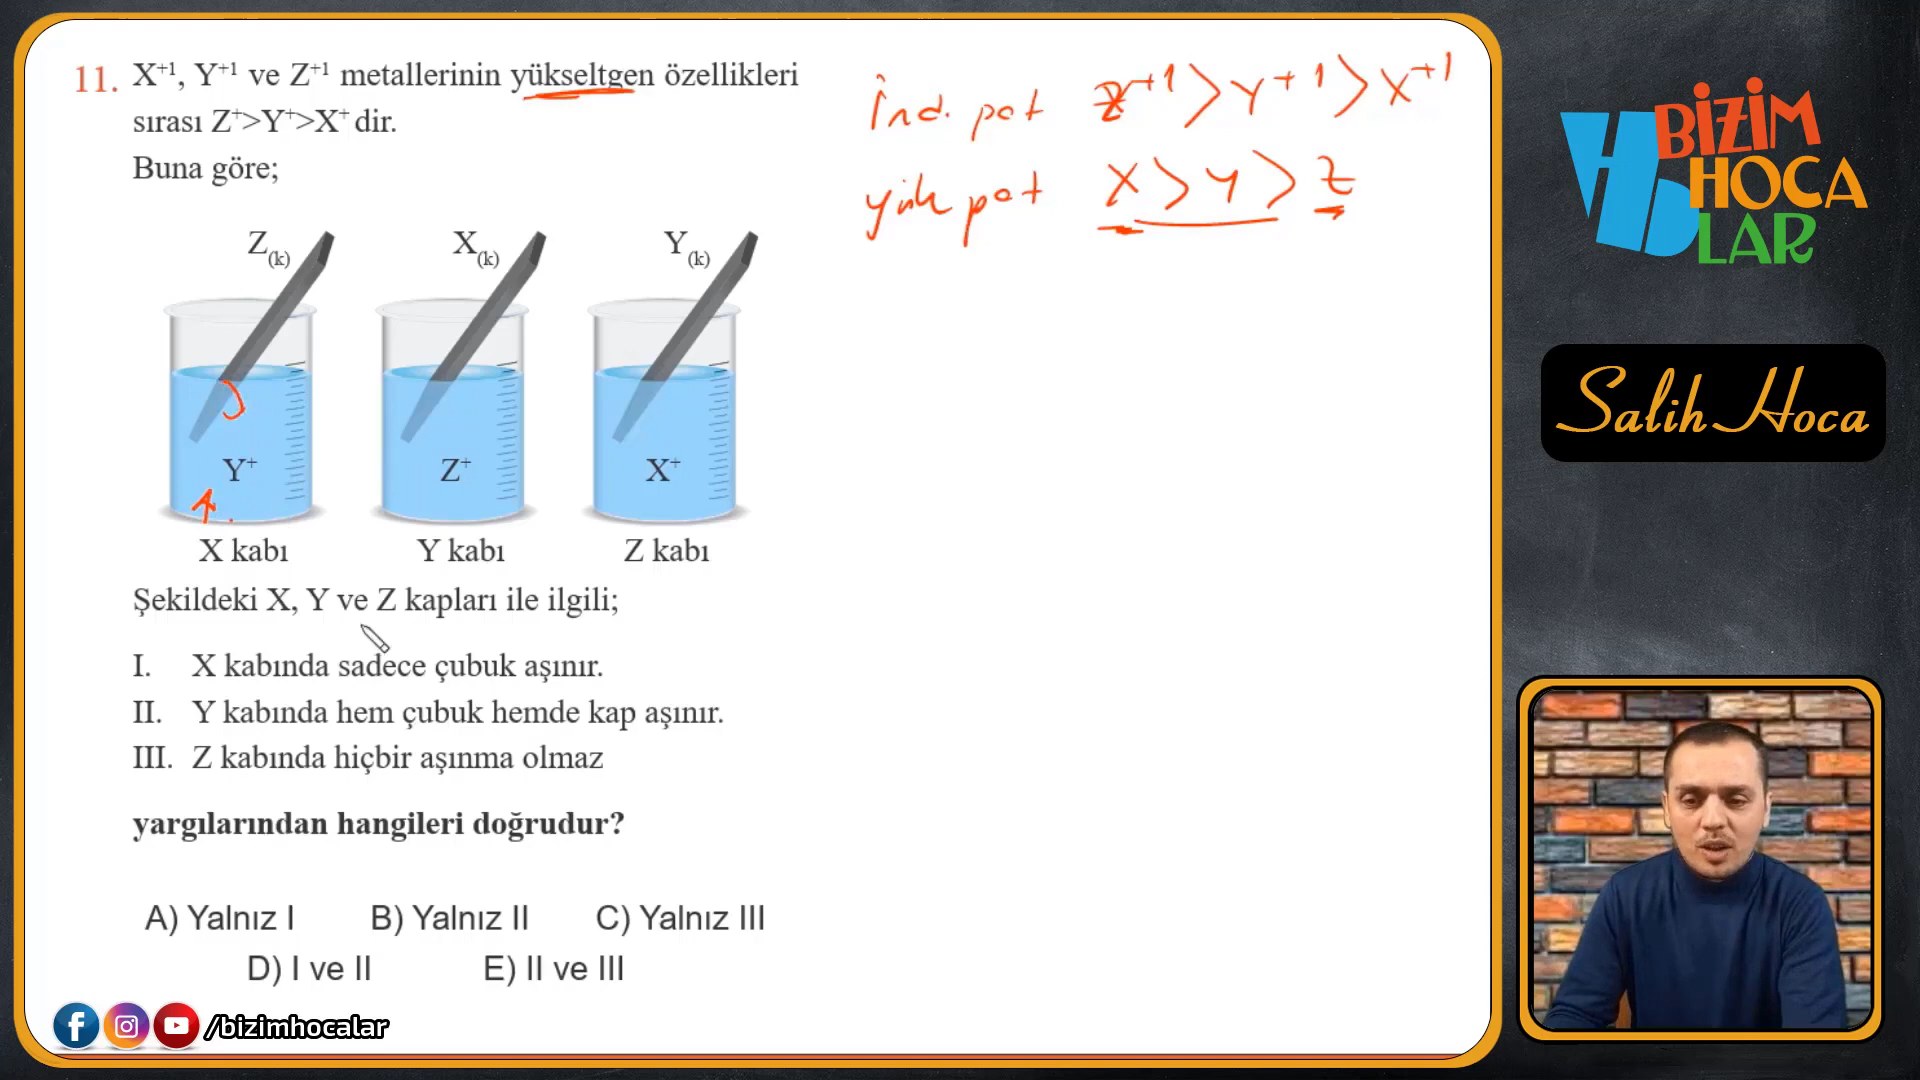 11. X⁺¹, Y⁺¹ ve Z⁺¹ metallerinin yükseltgen özellikleri
sırası Z⁺>Y⁺>X⁺ dir.
Buna göre;
Z(k)
X(k)
Y(k)
Y⁺
Z⁺
X⁺
X kabı
Y kabı
Z kabı
Şekildeki X, Y ve Z kapları ile ilgili;
I. X kabında sadece çubuk aşınır.
II. Y kabında hem çubuk hemde kap aşınır.
III. Z kabında hiçbir aşınma olmaz
yargılarından hangileri doğrudur?
A) Yalnız I B) Yalnız II C) Yalnız III
D) I ve II E) II ve III
/bizimhocalar
İnd. pot Z⁺¹ > Y⁺¹ > X⁺¹
yük pot X > Y > Z
BİZİM
HOCA
LAR
Salih Hoca